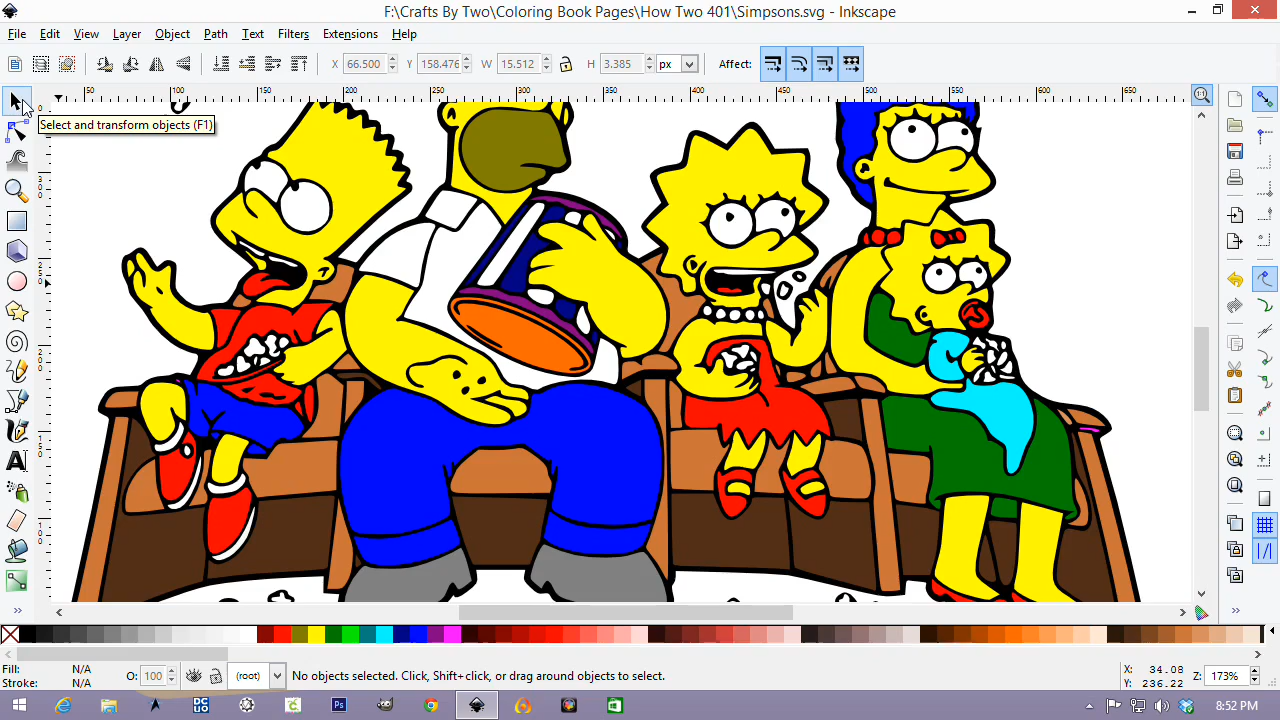 F:\Crafts By Two\Coloring Book Pages\How Two 401\Simpsons.svg - Inkscape
File Edit View Layer Object Path Text Filters Extensions Help
X 66.500 Y 158.476 W 15.512 H 3.385 px Affect:
50 100 150 200 250 300 350 400 450 500 550 600 650
Select and transform objects (F1)
Fill: N/A O: 100 (root) No objects selected. Click, Shift+click, or drag around objects to select. X: 34.08 Z: 173%
Stroke: N/A Y: 236.22
DC UO Ps 8:52 PM